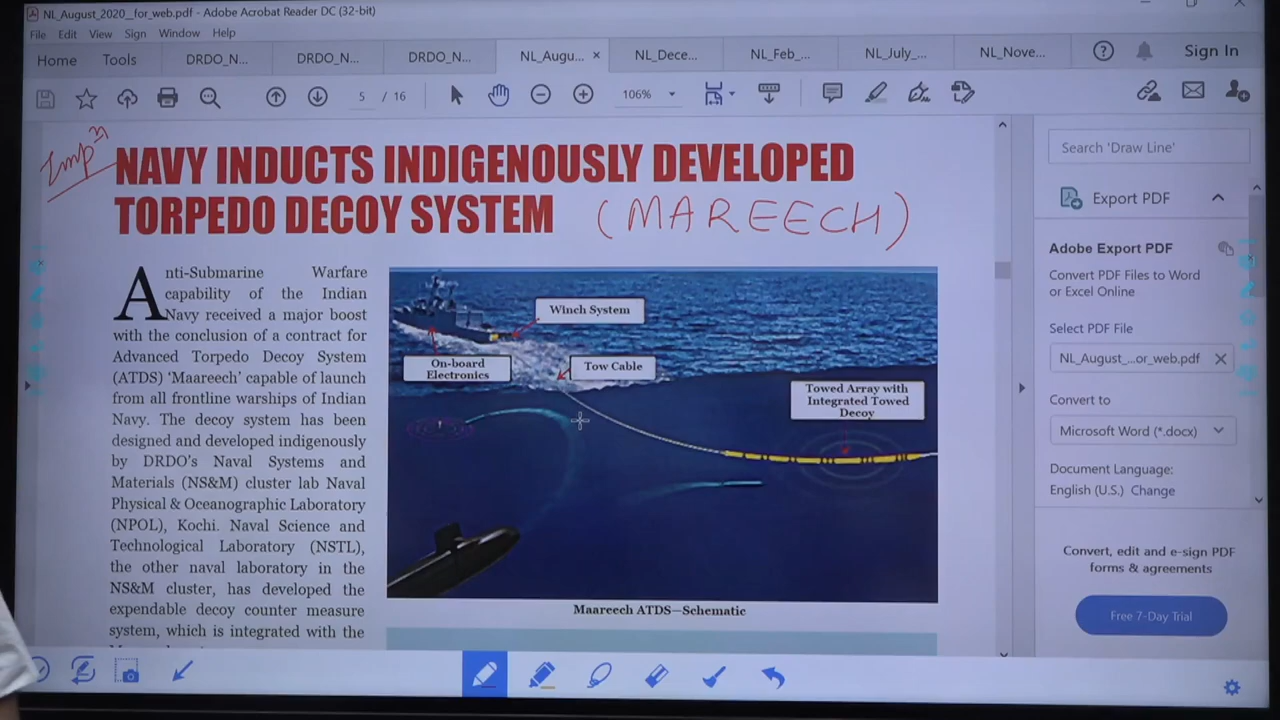 NL_August_2020__for_web.pdf - Adobe Acrobat Reader DC (32-bit)
File Edit View Sign Window Help
Home Tools DRDO_N... DRDO_N... DRDO_N... NL_Augu... × NL_Dece... NL_Feb_... NL_July_... NL_Nove... Sign In
5 / 16 106%
Impn
NAVY INDUCTS INDIGENOUSLY DEVELOPED
TORPEDO DECOY SYSTEM (MAREECH)
Anti-Submarine Warfare
capability of the Indian
Navy received a major boost
with the conclusion of a contract for
Advanced Torpedo Decoy System
(ATDS) ‘Maareech’ capable of launch
from all frontline warships of Indian
Navy. The decoy system has been
designed and developed indigenously
by DRDO’s Naval Systems and
Materials (NS&M) cluster lab Naval
Physical & Oceanographic Laboratory
(NPOL), Kochi. Naval Science and
Technological Laboratory (NSTL),
the other naval laboratory in the
NS&M cluster, has developed the
expendable decoy counter measure
system, which is integrated with the
Winch System
On-board
Electronics
Tow Cable
Towed Array with
Integrated Towed
Decoy
Maareech ATDS—Schematic
Search 'Draw Line'
Export PDF
Adobe Export PDF
Convert PDF Files to Word
or Excel Online
Select PDF File
NL_August_...or_web.pdf
Convert to
Microsoft Word (*.docx)
Document Language:
English (U.S.) Change
Convert, edit and e-sign PDF
forms & agreements
Free 7-Day Trial